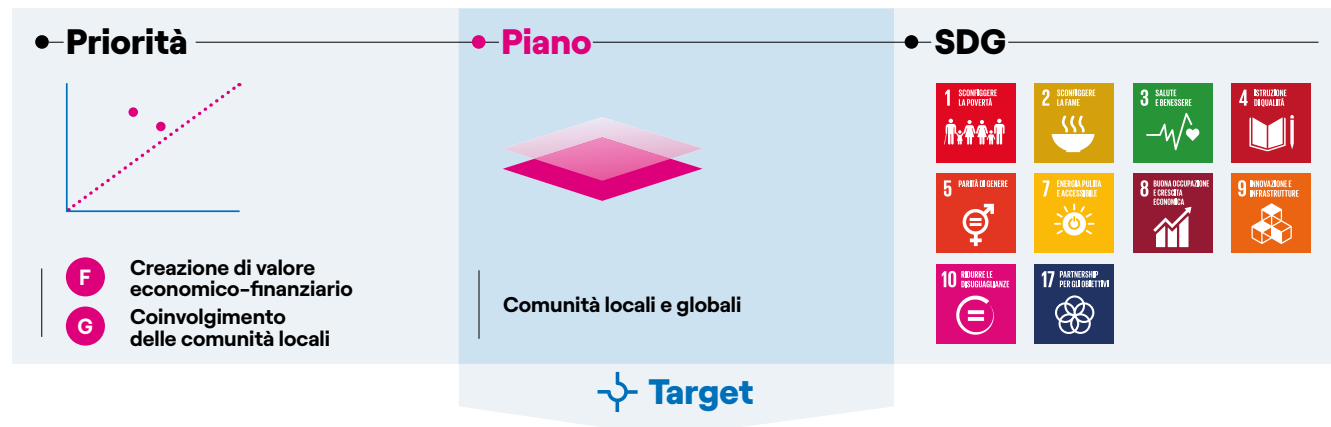 Priorità
Piano
SDG
F
Creazione di valore
economico-finanziario
G
Coinvolgimento
delle comunità locali
Comunità locali e globali
1 SCONFIGGERE
LA POVERTÀ
2 SCONFIGGERE
LA FAME
3 SALUTE
E BENESSERE
4 ISTRUZIONE
DI QUALITÀ
5 PARITÀ DI GENERE
7 ENERGIA PULITA
E ACCESSIBILE
8 BUONA OCCUPAZIONE
E CRESCITA
ECONOMICA
9 INNOVAZIONE E
INFRASTRUTTURE
10 RIDURRE LE
DISUGUAGLIANZE
17 PARTNERSHIP
PER GLI OBIETTIVI
Target